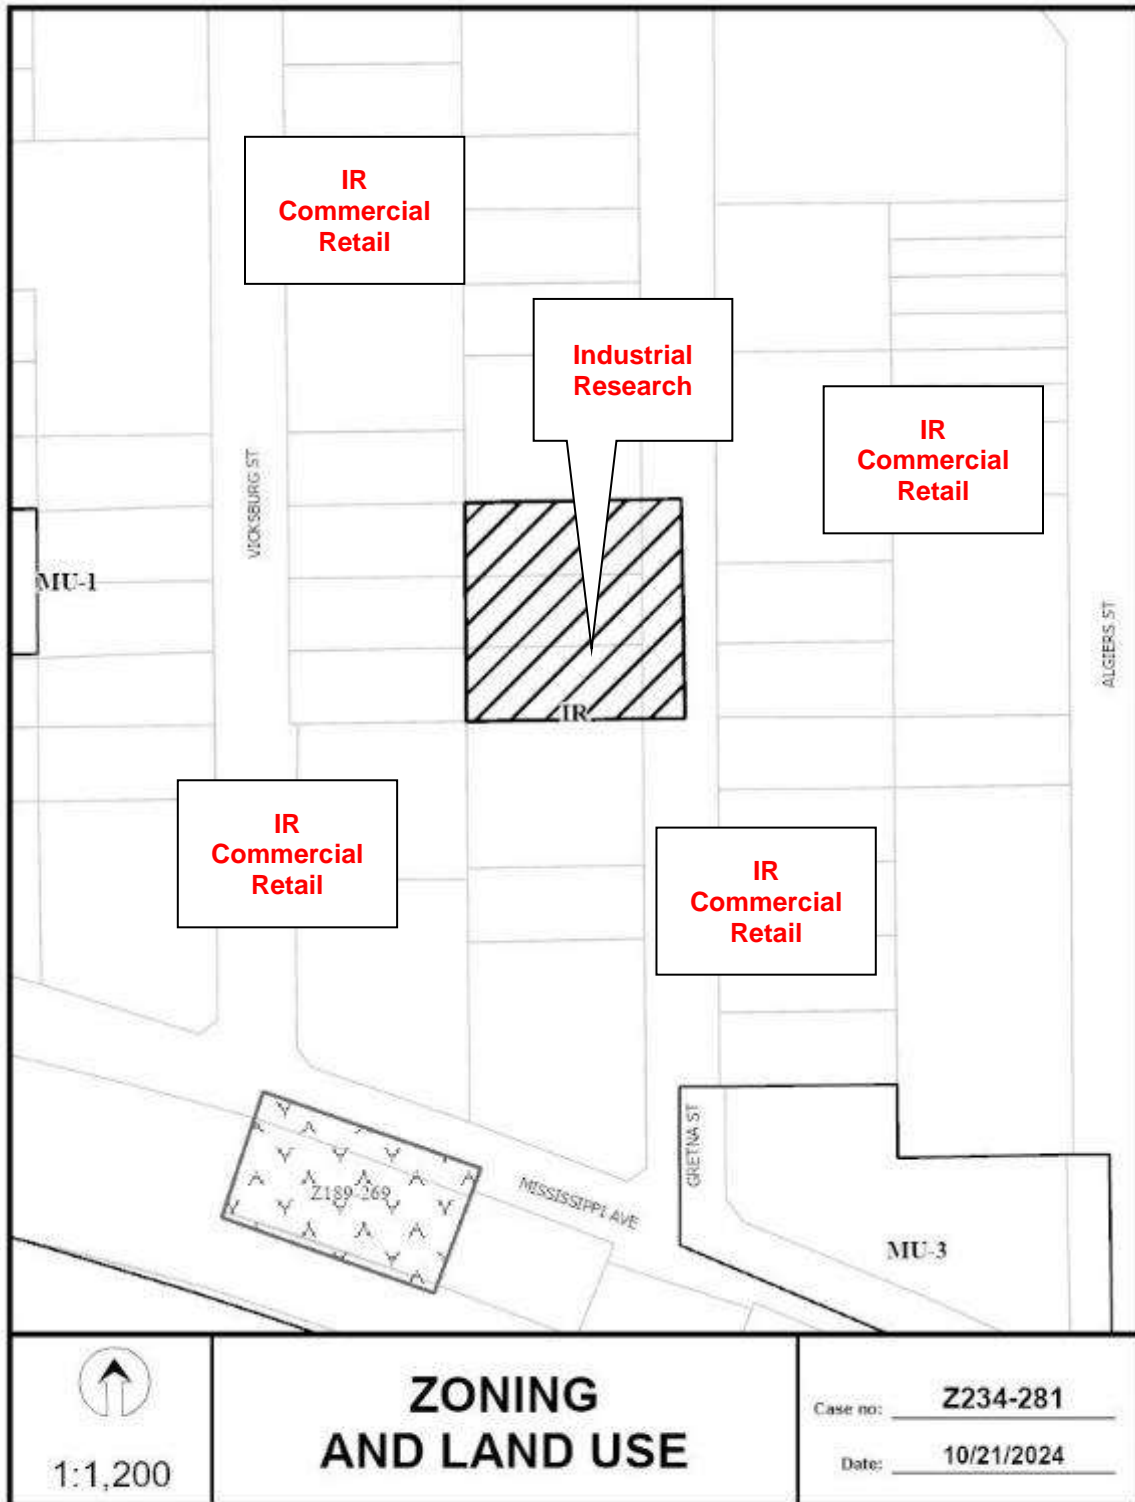 IR
Commercial
Retail
Industrial
Research
IR
Commercial
Retail
VICKSBURG ST
MU-1
ALGIERS ST
IR
IR
Commercial
Retail
IR
Commercial
Retail
GRETNA ST
Z189-269
MISSISSIPPI AVE
MU-3
1:1,200
ZONING
AND LAND USE
Case no: Z234-281
Date: 10/21/2024